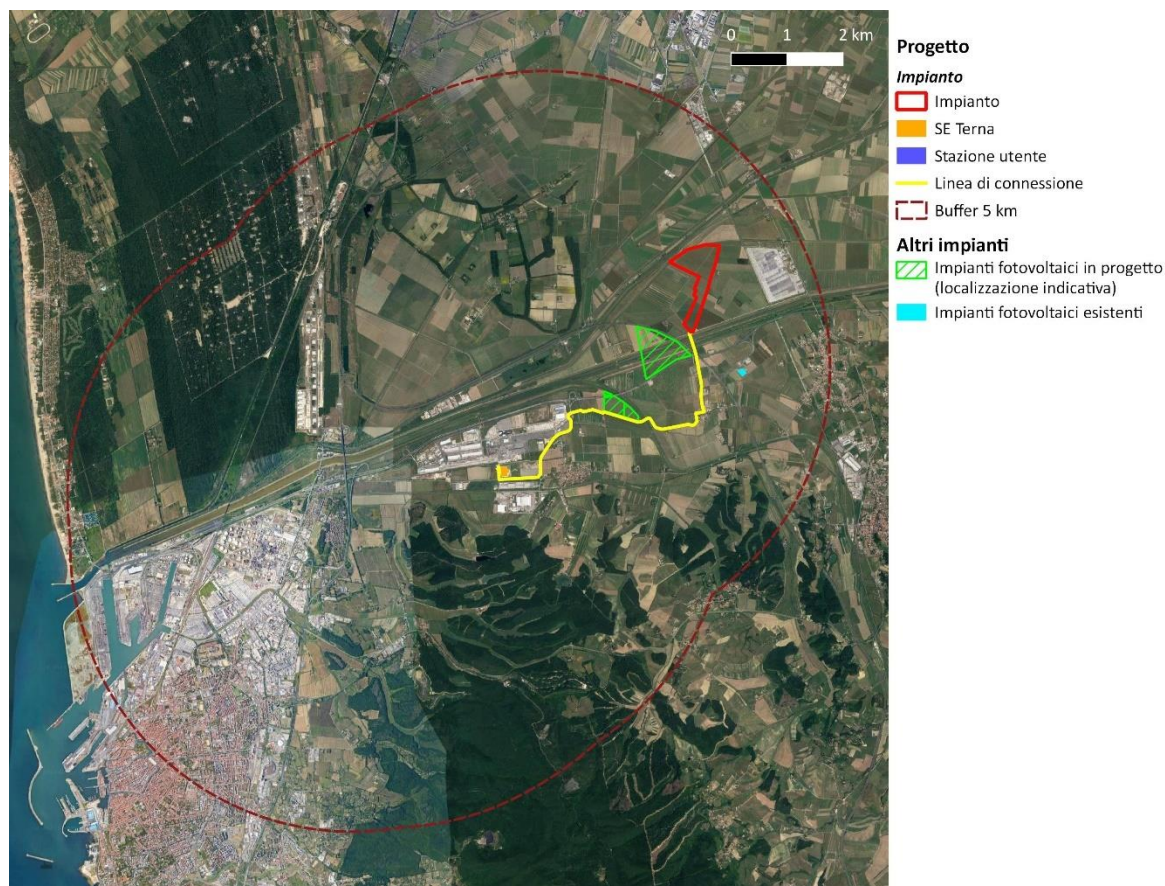 0 1 2 km
Progetto
Impianto
Impianto
SE Terna
Stazione utente
Linea di connessione
Buffer 5 km
Altri impianti
Impianti fotovoltaici in progetto
(localizzazione indicativa)
Impianti fotovoltaici esistenti